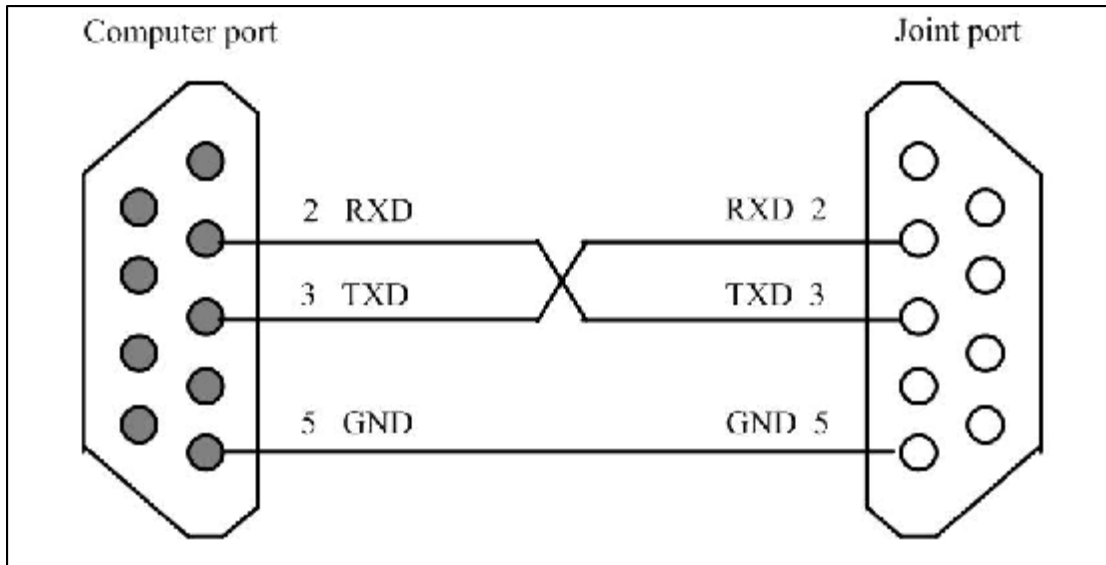 Computer port
Joint port
2 RXD
RXD 2
3 TXD
TXD 3
5 GND
GND 5